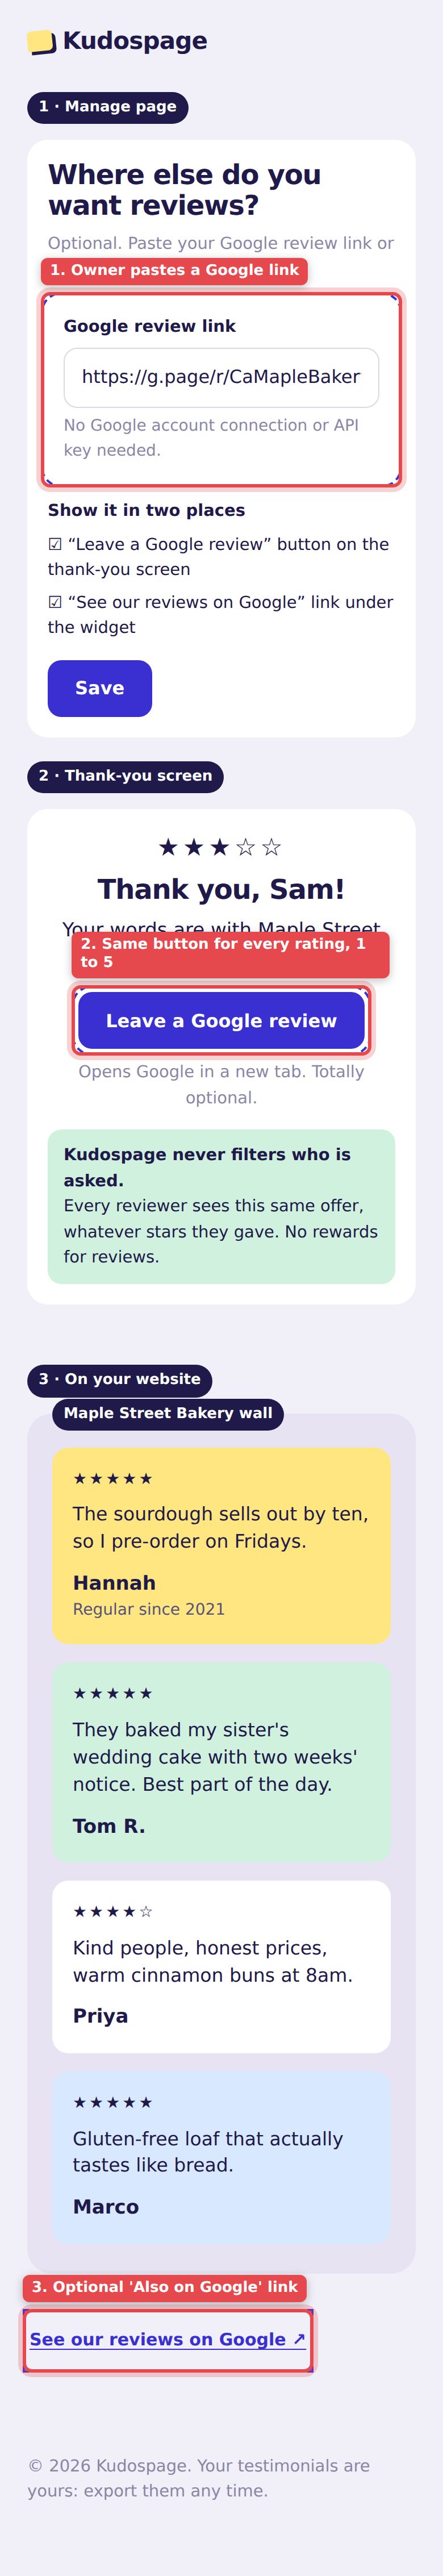 Kudospage
1 · Manage page
Where else do you
want reviews?
Optional. Paste your Google review link or
1. Owner pastes a Google link
Google review link
https://g.page/r/CaMapleBaker
No Google account connection or API
key needed.
Show it in two places
☑ “Leave a Google review” button on the
thank-you screen
☑ “See our reviews on Google” link under
the widget
Save
2 · Thank-you screen
★★★☆☆
Thank you, Sam!
Your words are with Maple Street
2. Same button for every rating, 1
to 5
Leave a Google review
Opens Google in a new tab. Totally
optional.
Kudospage never filters who is
asked.
Every reviewer sees this same offer,
whatever stars they gave. No rewards
for reviews.
3 · On your website
Maple Street Bakery wall
★★★★★
The sourdough sells out by ten,
so I pre-order on Fridays.
Hannah
Regular since 2021
★★★★★
They baked my sister's
wedding cake with two weeks'
notice. Best part of the day.
Tom R.
★★★★☆
Kind people, honest prices,
warm cinnamon buns at 8am.
Priya
★★★★★
Gluten-free loaf that actually
tastes like bread.
Marco
3. Optional 'Also on Google' link
See our reviews on Google ↗
© 2026 Kudospage. Your testimonials are
yours: export them any time.